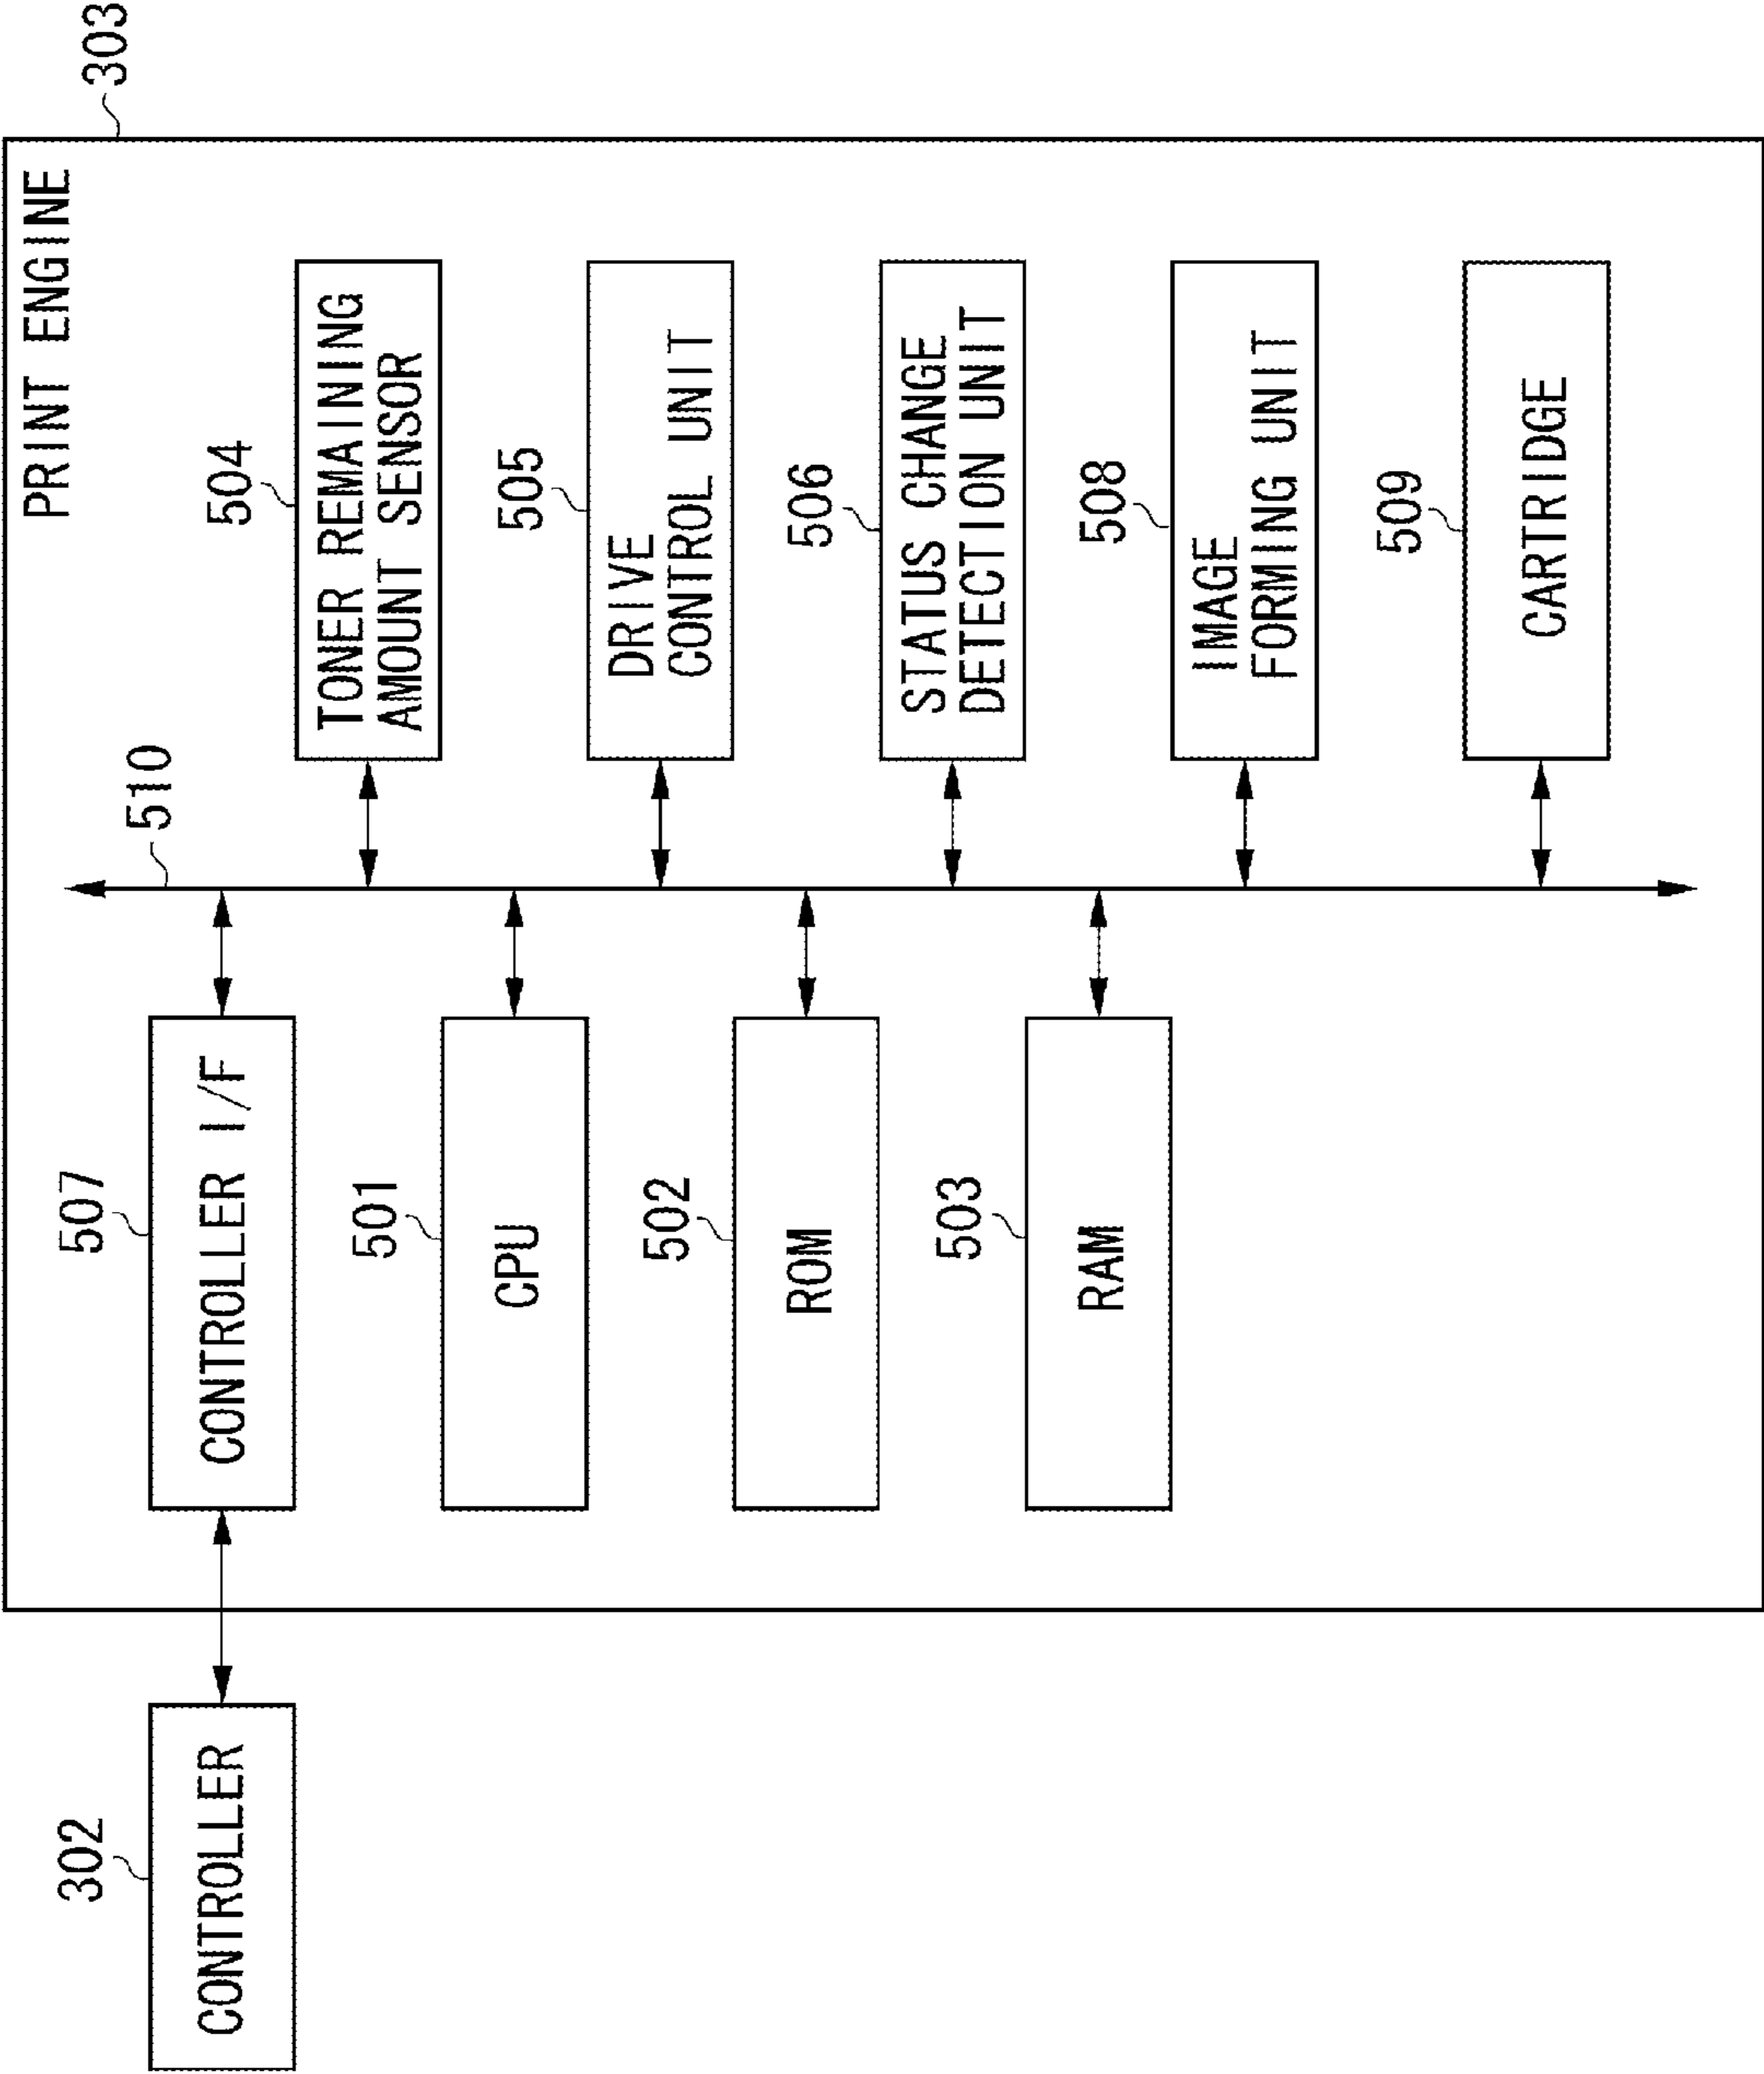 303
PRINT ENGINE
302
CONTROLLER
507
CONTROLLER I/F
510
504
TONER REMAINING
AMOUNT SENSOR
501
CPU
505
DRIVE
CONTROL UNIT
502
ROM
506
STATUS CHANGE
DETECTION UNIT
503
RAM
508
IMAGE
FORMING UNIT
509
CARTRIDGE